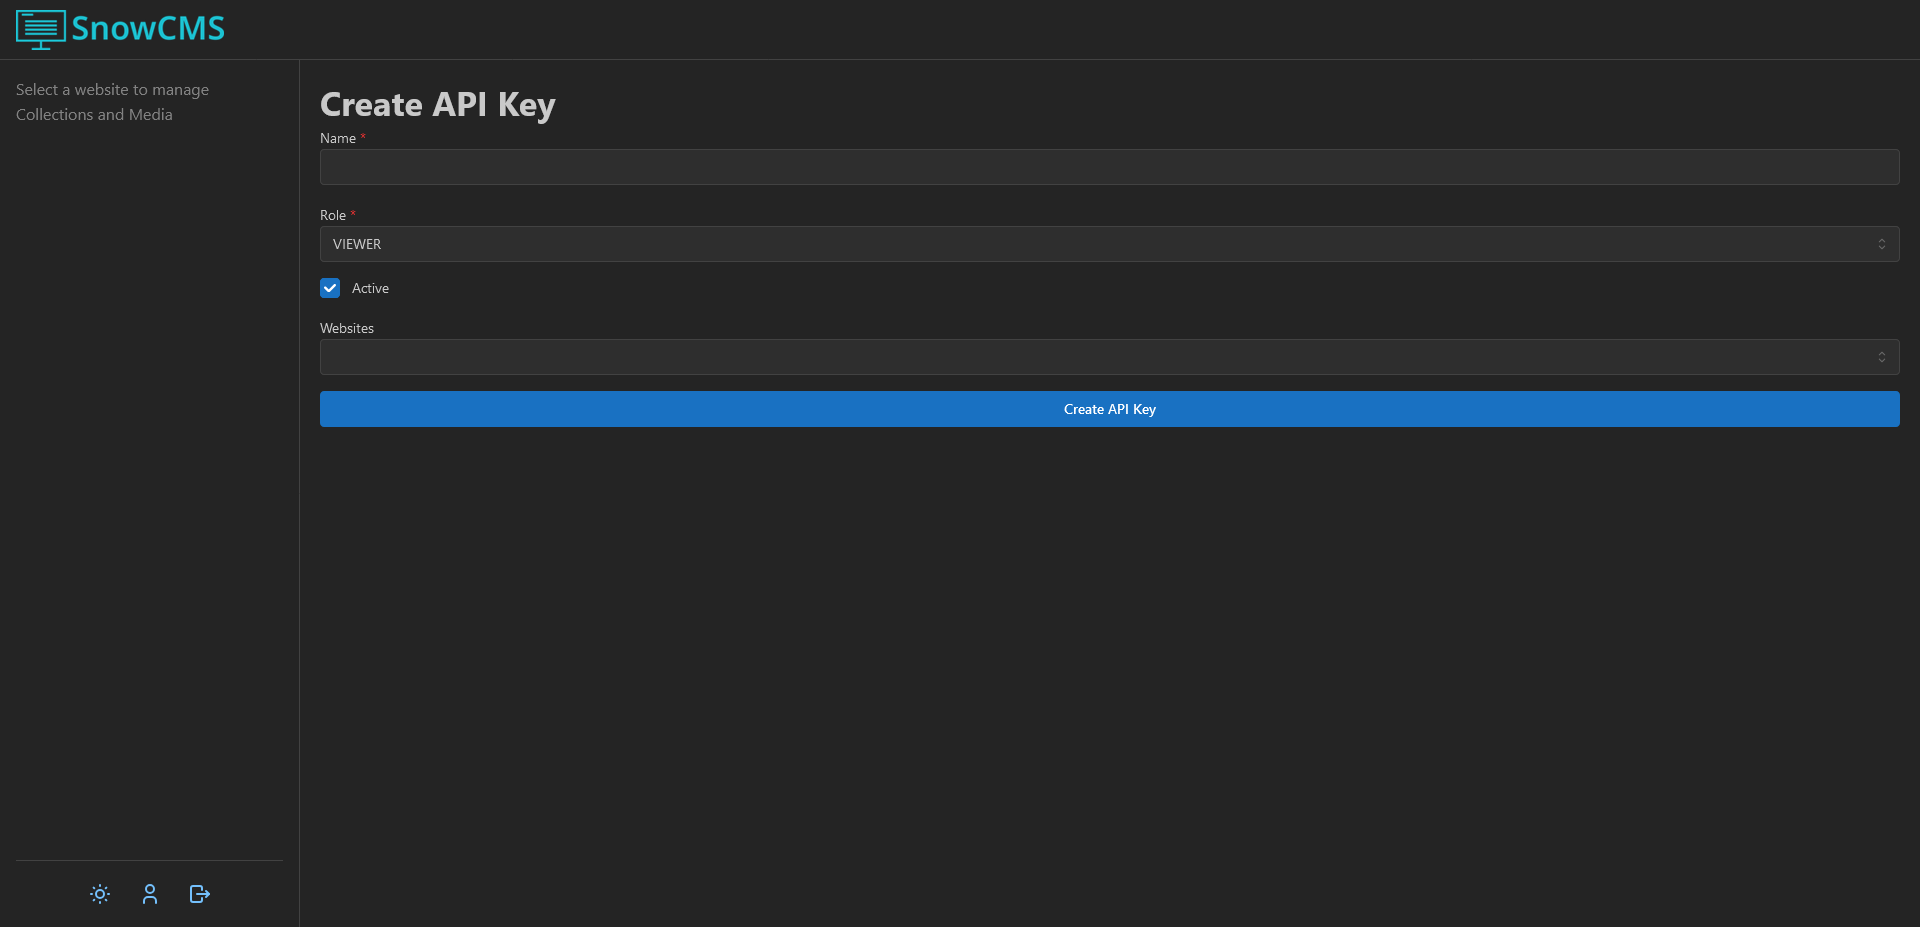 SnowCMS
Select a website to manage
Collections and Media
Create API Key
Name *
Role *
VIEWER
Active
Websites
Create API Key